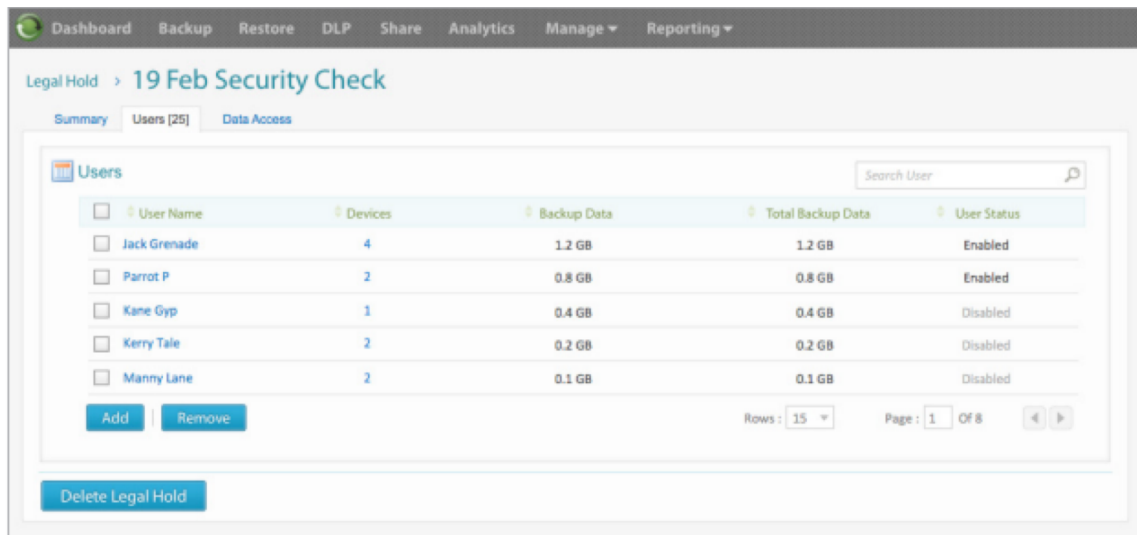 Dashboard Backup Restore DLP Share Analytics Manage Reporting
Legal Hold › 19 Feb Security Check
Summary Users [25] Data Access
Users Search User
User Name Devices Backup Data Total Backup Data User Status
Jack Grenade 4 1.2 GB 1.2 GB Enabled
Parrot P 2 0.8 GB 0.8 GB Enabled
Kane Gyp 1 0.4 GB 0.4 GB Disabled
Kerry Tale 2 0.2 GB 0.2 GB Disabled
Manny Lane 2 0.1 GB 0.1 GB Disabled
Add | Remove Rows : 15 Page : 1 Of 8
Delete Legal Hold